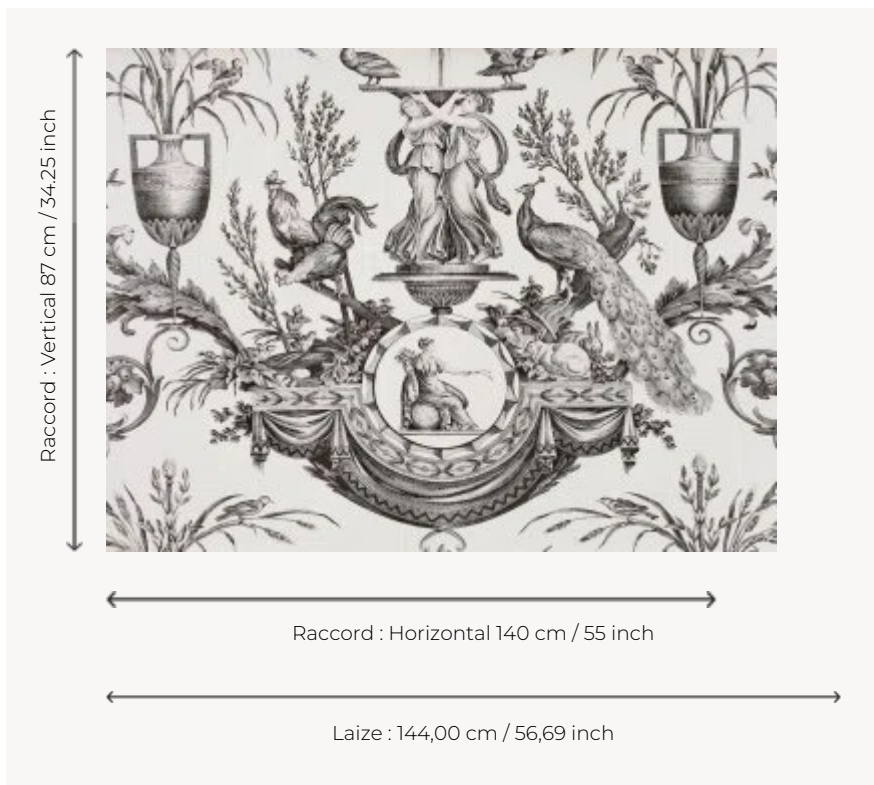 Raccord : Vertical 87 cm / 34.25 inch
Raccord : Horizontal 140 cm / 55 inch
Laize : 144,00 cm / 56,69 inch